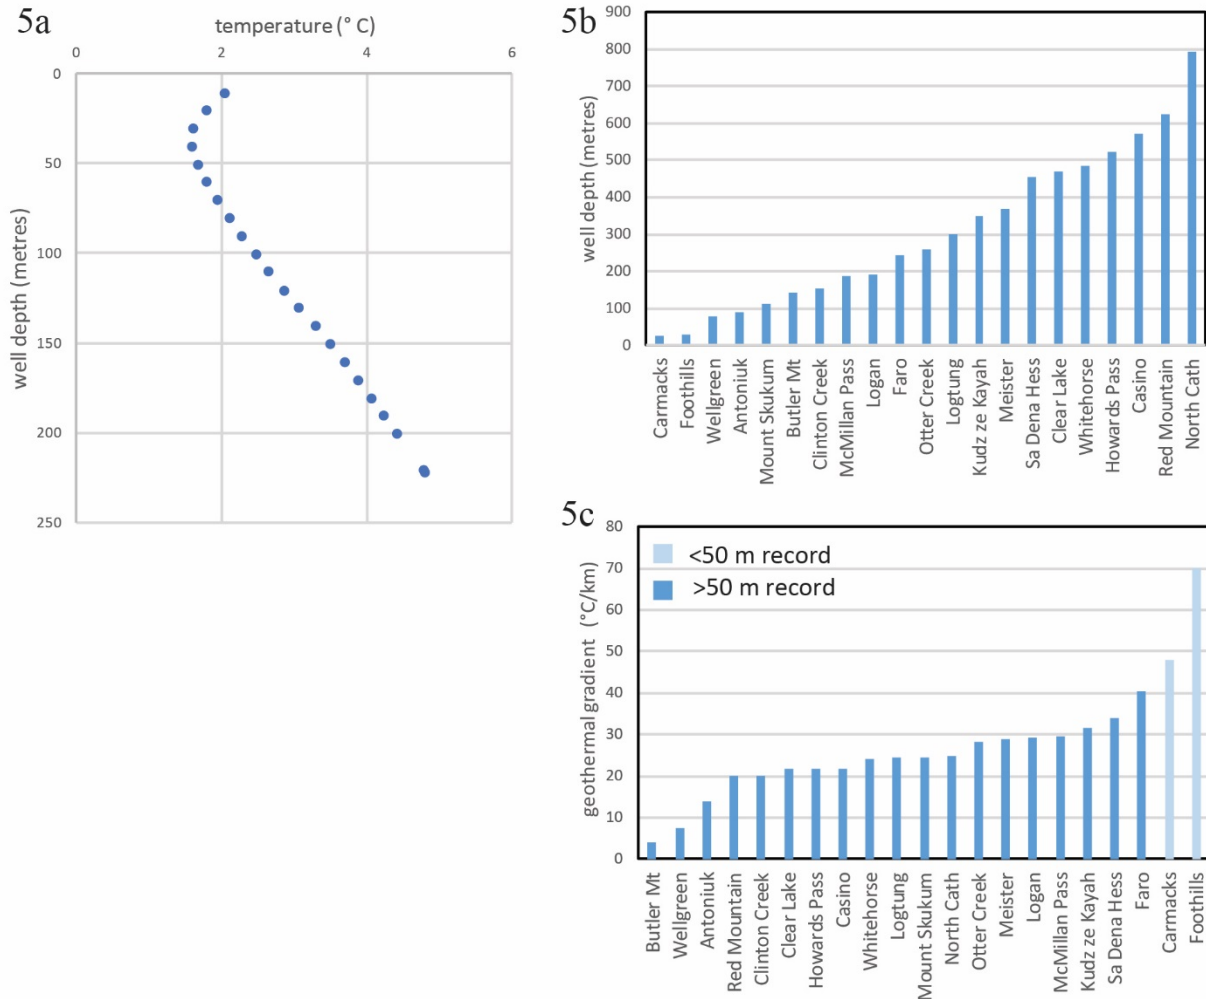 5a
temperature (° C)
0 2 4 6
0
50
100
150
200
250
well depth (metres)
5b
900
800
700
600
500
400
300
200
100
0
well depth (metres)
Carmacks
Foothills
Wellgreen
Antoniuk
Mount Skukum
Butler Mt
Clinton Creek
McMillan Pass
Logan
Faro
Otter Creek
Logtung
Kudz ze Kayah
Meister
Sa Dena Hess
Clear Lake
Whitehorse
Howards Pass
Casino
Red Mountain
North Cath
5c
80
70
60
50
40
30
20
10
0
geothermal gradient (°C/km)
<50 m record
>50 m record
Butler Mt
Wellgreen
Antoniuk
Red Mountain
Clinton Creek
Clear Lake
Howards Pass
Casino
Whitehorse
Logtung
Mount Skukum
North Cath
Otter Creek
Meister
Logan
McMillan Pass
Kudz ze Kayah
Sa Dena Hess
Faro
Carmacks
Foothills